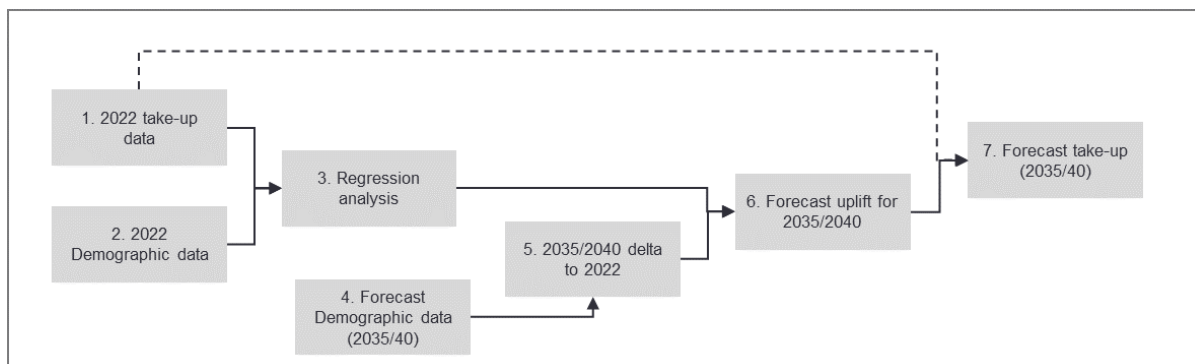 1. 2022 take-up
data
2. 2022
Demographic data
3. Regression
analysis
4. Forecast
Demographic data
(2035/40)
5. 2035/2040 delta
to 2022
6. Forecast uplift for
2035/2040
7. Forecast take-up
(2035/40)